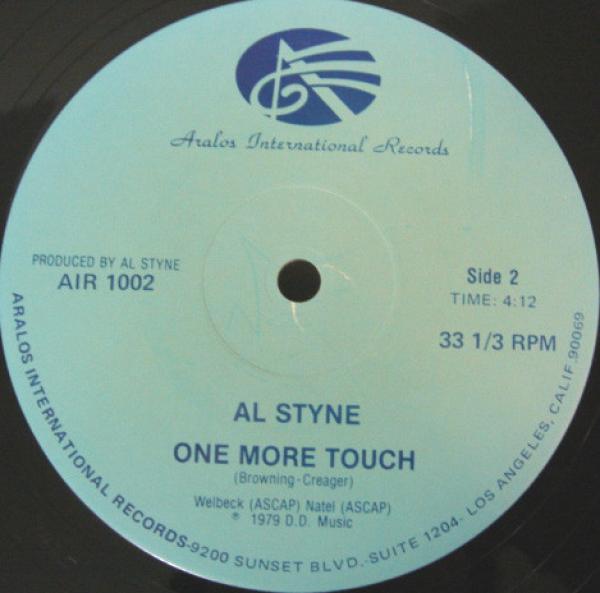 Aralos International Records
PRODUCED BY AL STYNE
AIR 1002
Side 2
TIME: 4:12
33 1/3 RPM
AL STYNE
ONE MORE TOUCH
(Browning-Creager)
Welbeck (ASCAP) Natel (ASCAP)
℗ 1979 D.D. Music
ARALOS INTERNATIONAL RECORDS-9200 SUNSET BLVD.-SUITE 1204- LOS ANGELES, CALIF. 90069